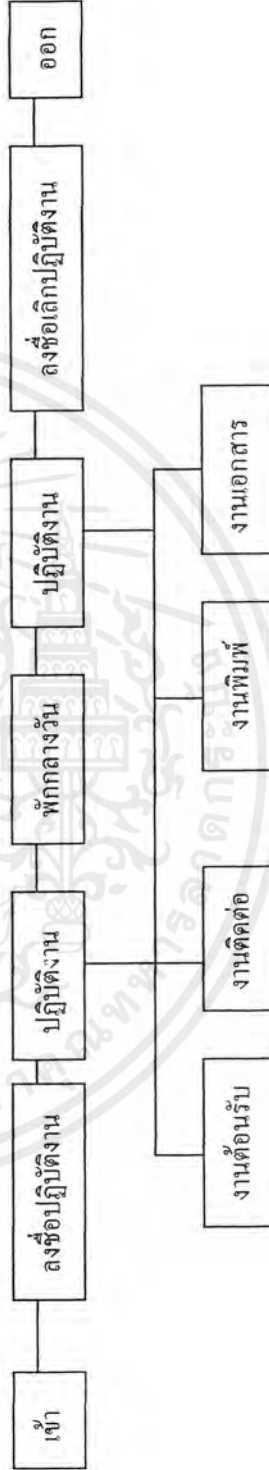 เข้า
ลงชื่อปฏิบัติงาน
ปฏิบัติงาน
พักกลางวัน
ปฏิบัติงาน
ลงชื่อเลิกปฏิบัติงาน
ออก
งานต้อนรับ
งานติดต่อ
งานพิมพ์
งานเอกสาร